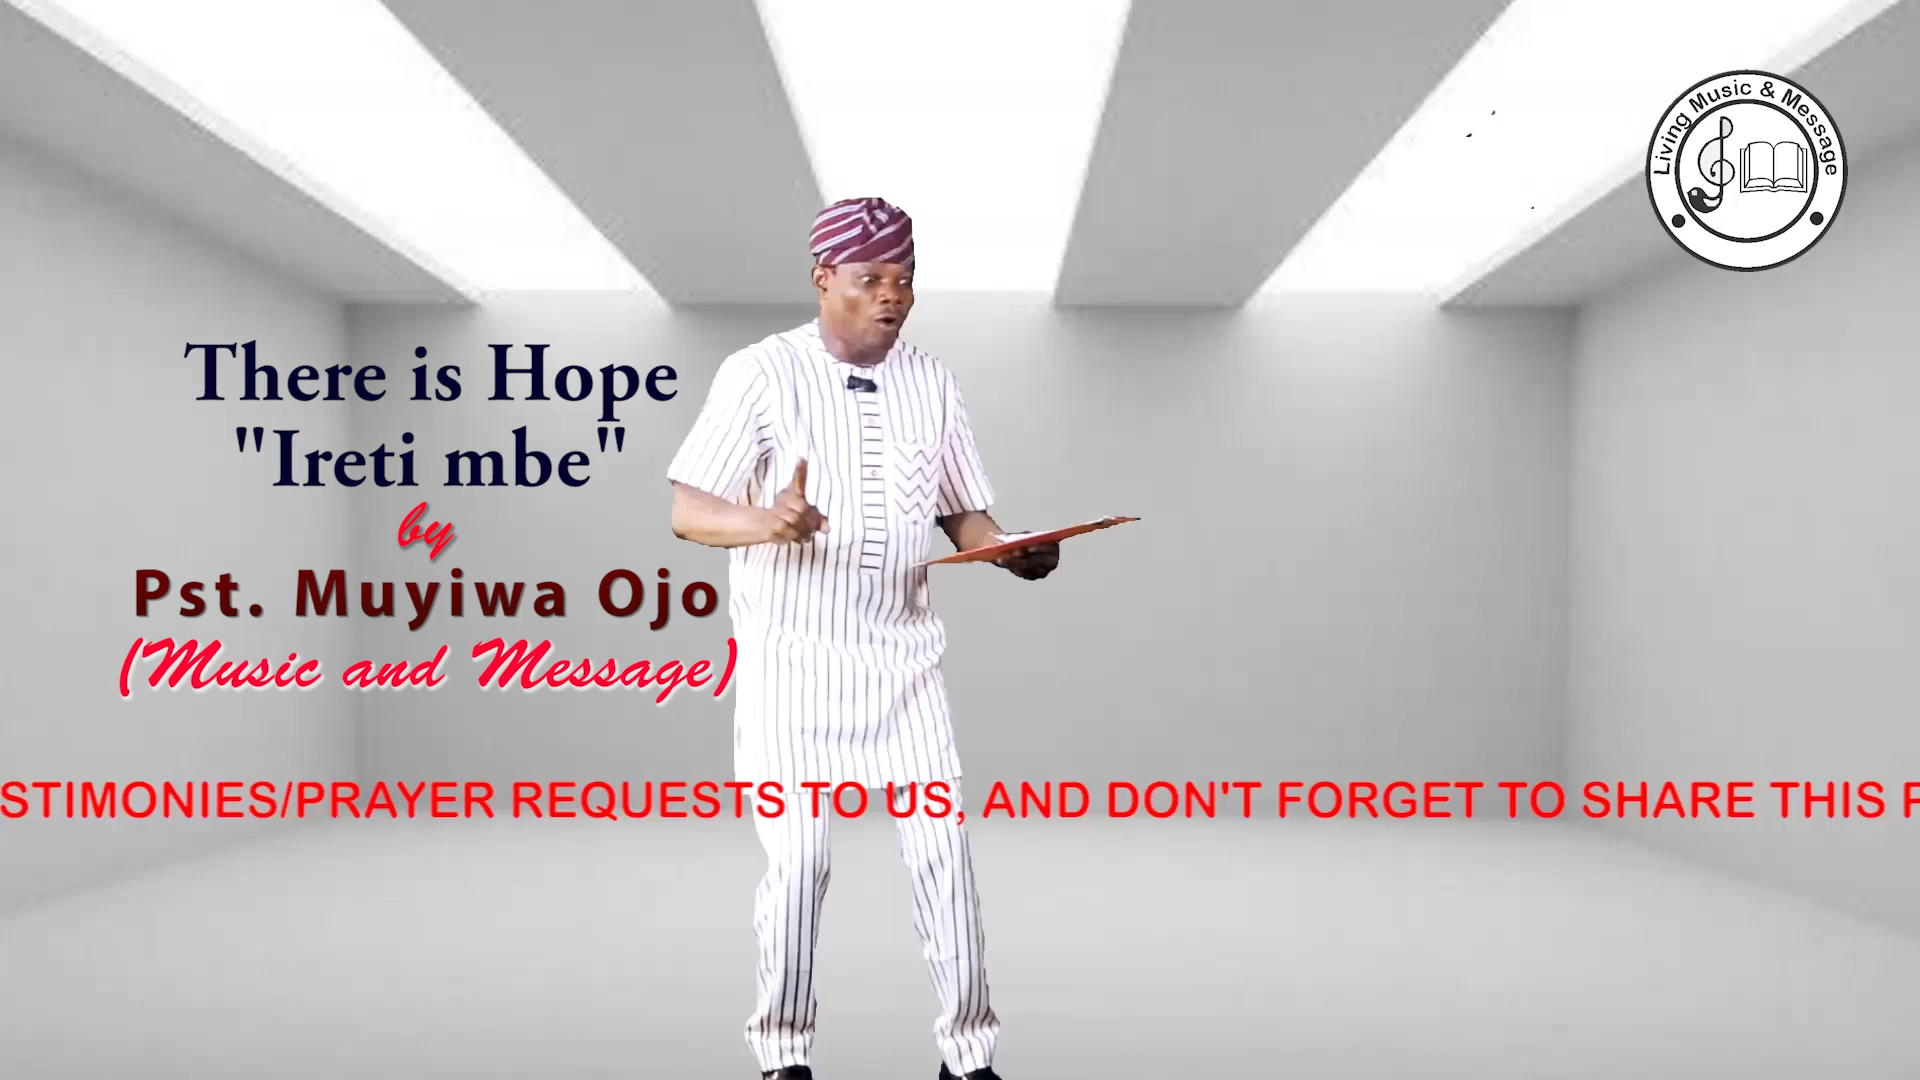 Living Music & Message
There is Hope
"Ireti mbe"
by
Pst. Muyiwa Ojo
(Music and Message)
STIMONIES/PRAYER REQUESTS TO US, AND DON'T FORGET TO SHARE THIS